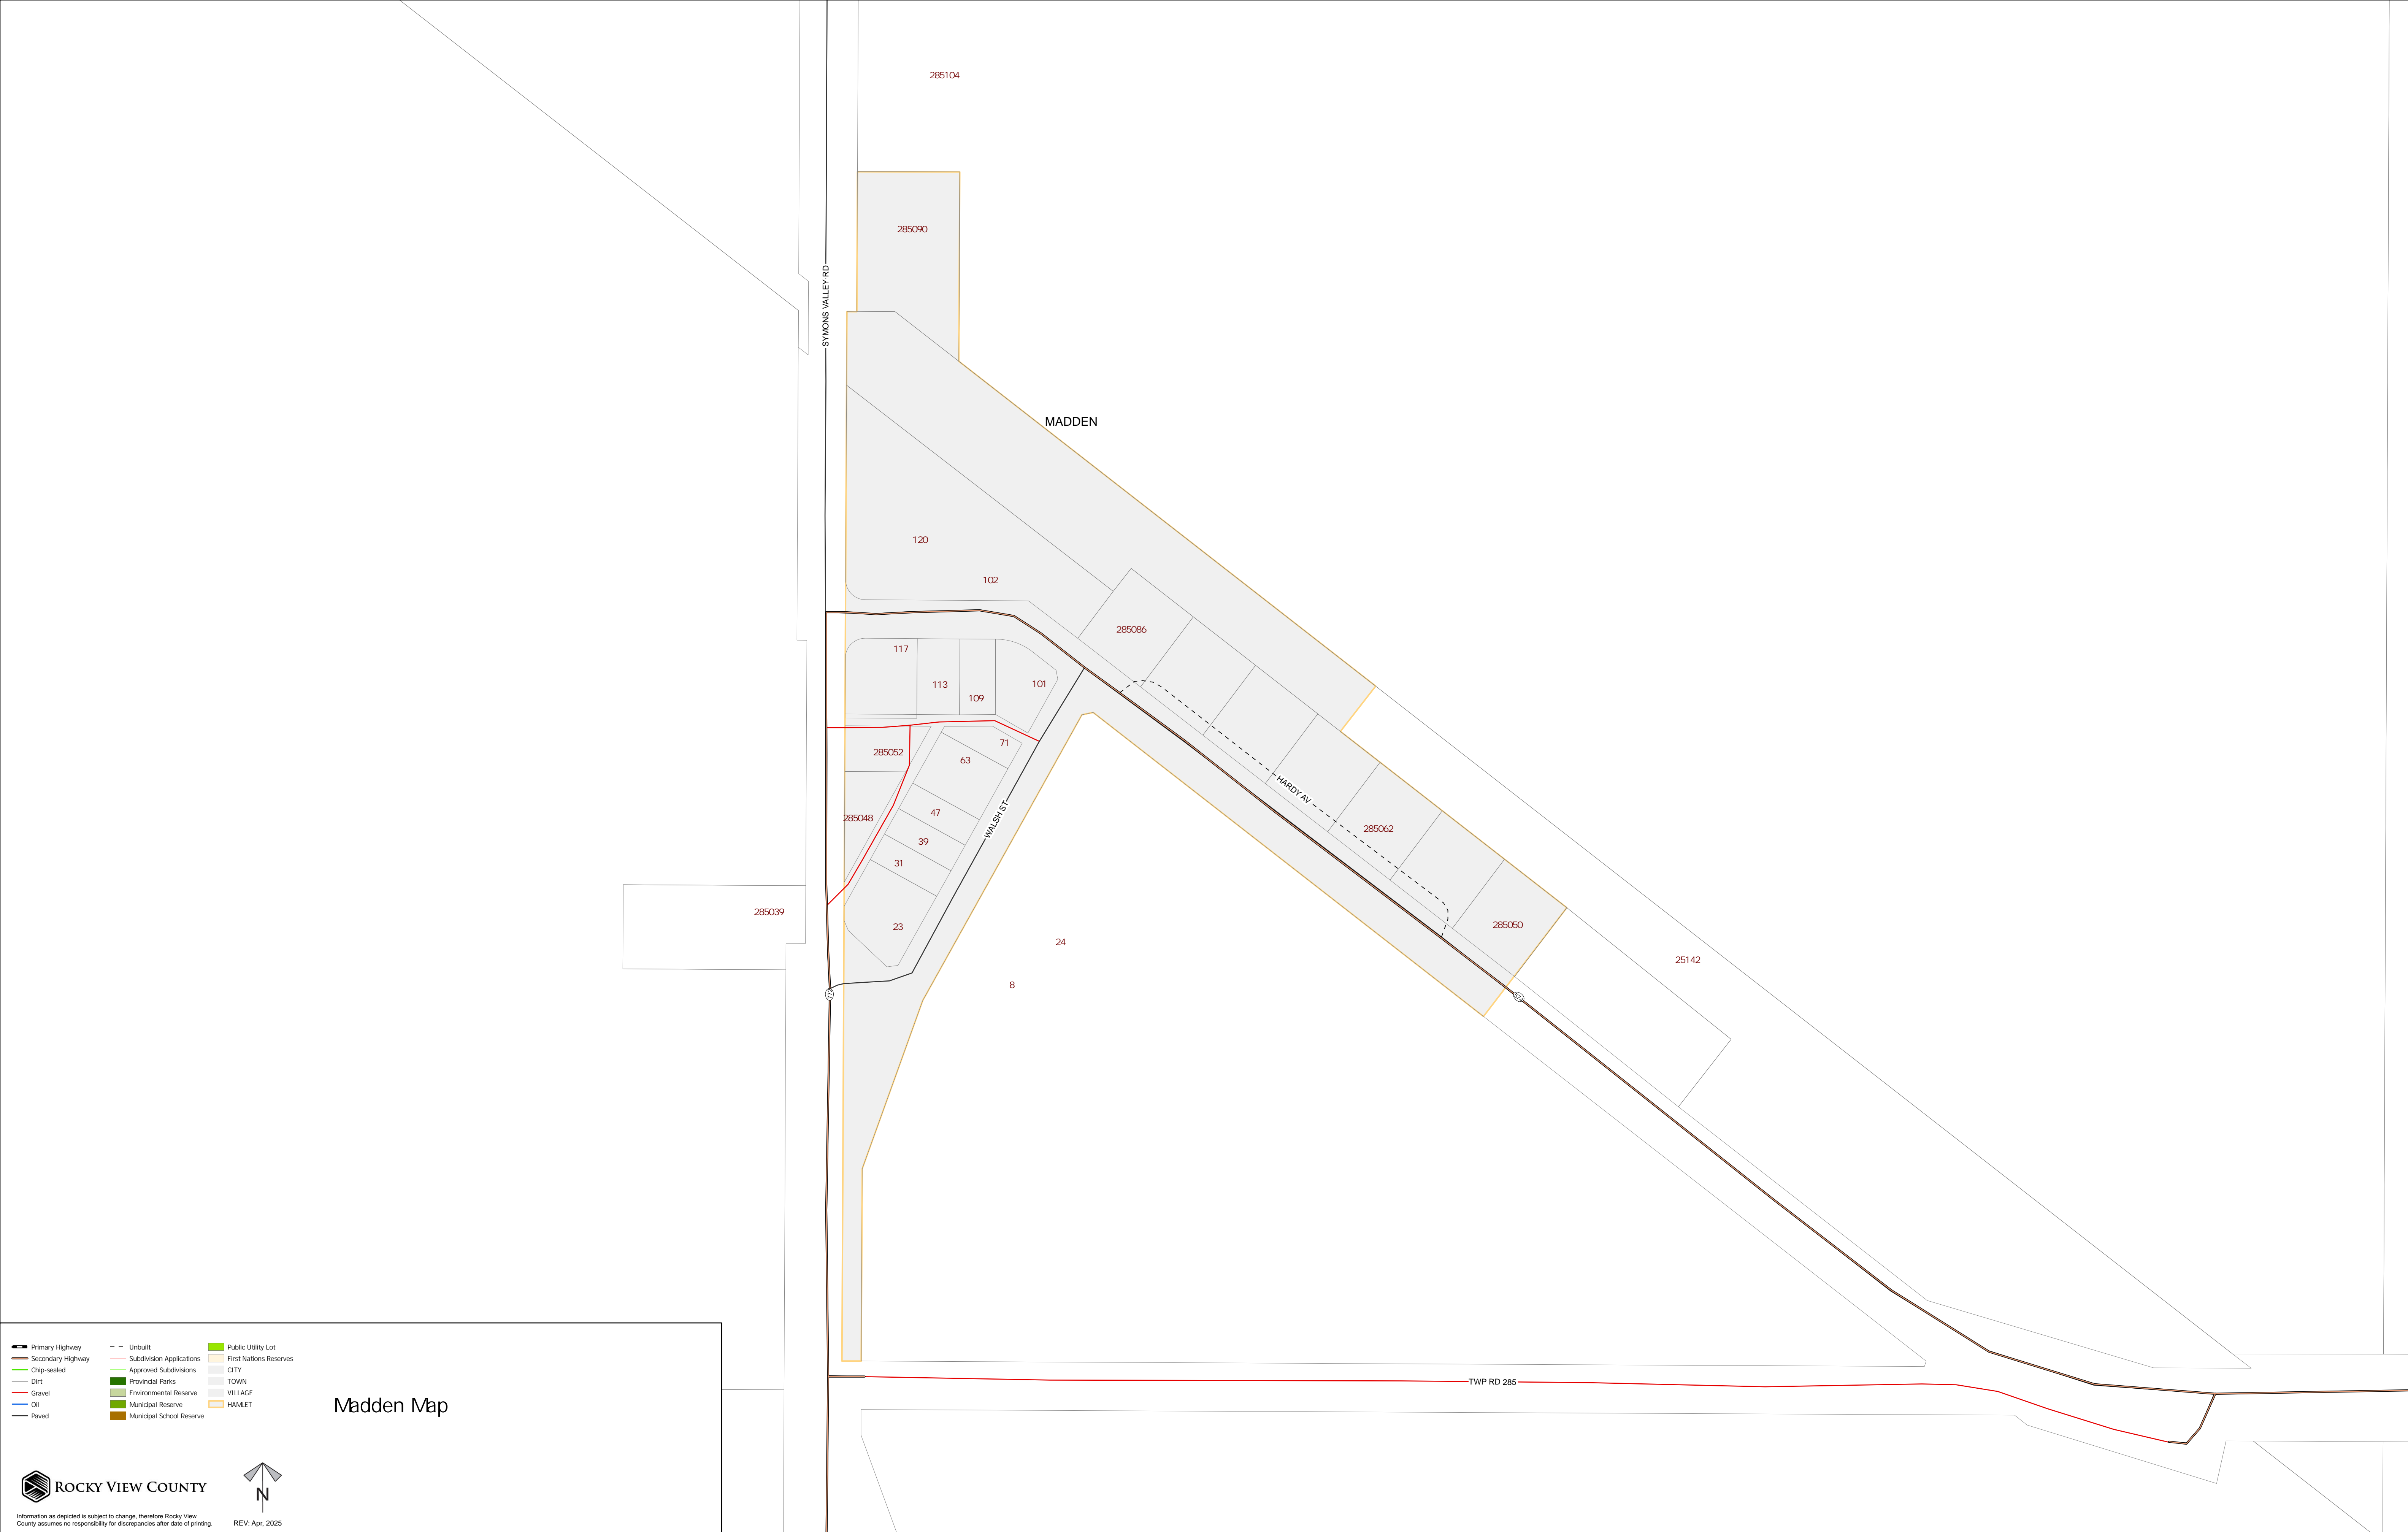 285104
285090
SYMONS VALLEY RD
MADDEN
120
102
285086
117
113
101
109
71
285052
63
HARDY AV
47
285048
WALSH ST
285062
39
31
285039
23
285050
24
25142
8
TWP RD 285
Primary Highway
Secondary Highway
Chip-sealed
Dirt
Gravel
Oil
Paved
Unbuilt
Subdivision Applications
Approved Subdivisions
Provincial Parks
Environmental Reserve
Municipal Reserve
Municipal School Reserve
Public Utility Lot
First Nations Reserves
CITY
TOWN
VILLAGE
HAMLET
Madden Map
ROCKY VIEW COUNTY
N
Information as depicted is subject to change, therefore Rocky View
County assumes no responsibility for discrepancies after date of printing.
REV: Apr, 2025